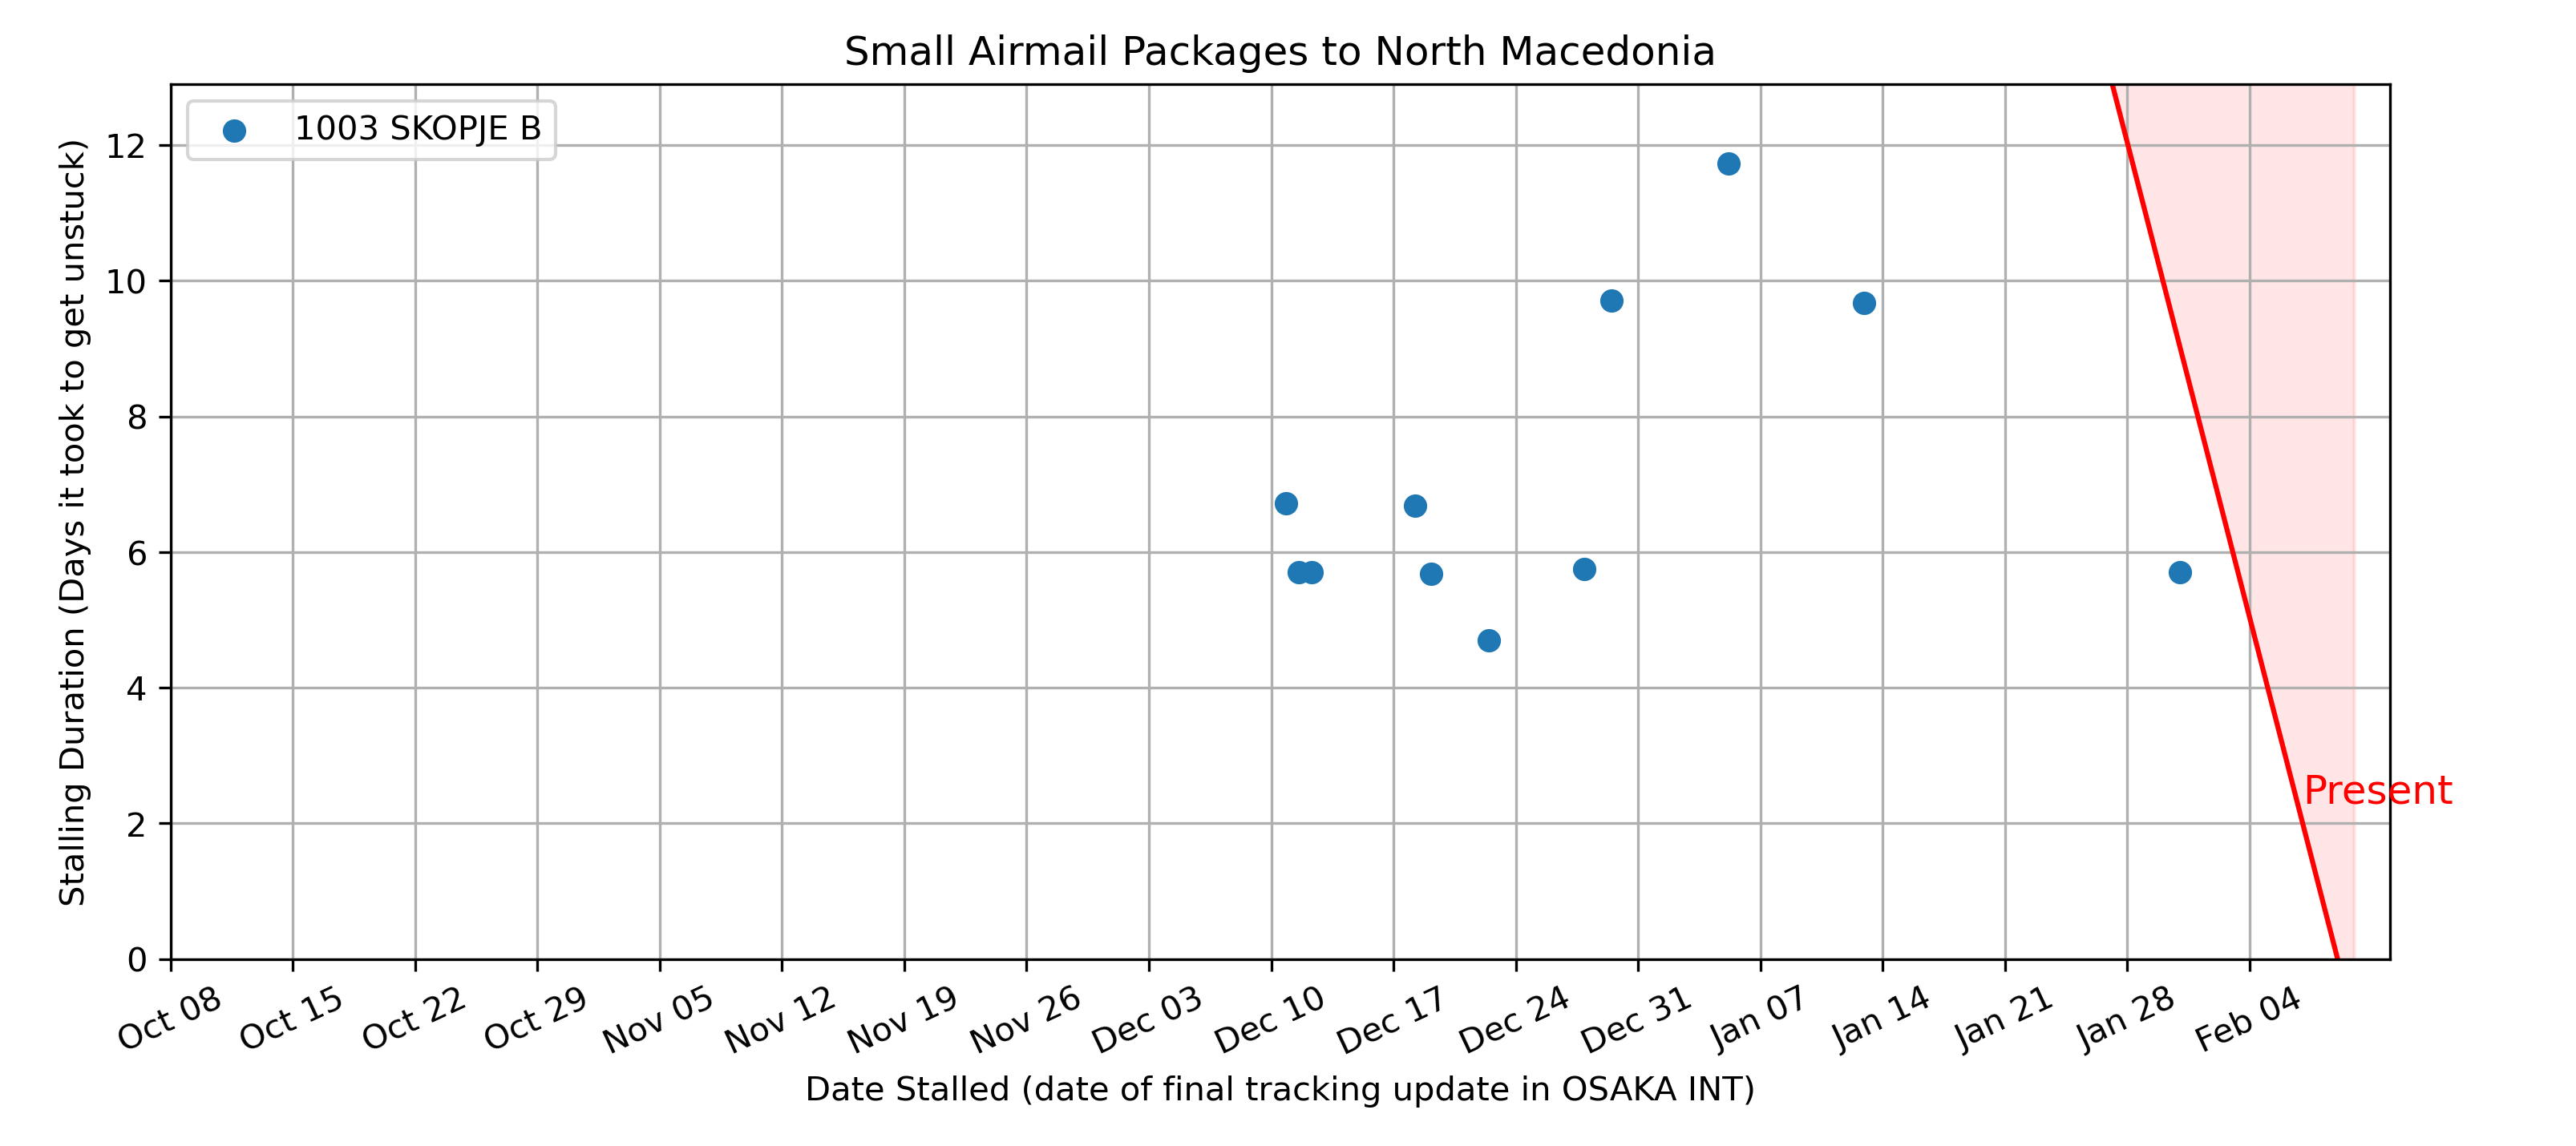 Small Airmail Packages to North Macedonia
1003 SKOPJE B
Stalling Duration (Days it took to get unstuck)
12
10
8
6
4
2
0
Present
Oct 08
Oct 15
Oct 22
Oct 29
Nov 05
Nov 12
Nov 19
Nov 26
Dec 03
Dec 10
Dec 17
Dec 24
Dec 31
Jan 07
Jan 14
Jan 21
Jan 28
Feb 04
Date Stalled (date of final tracking update in OSAKA INT)